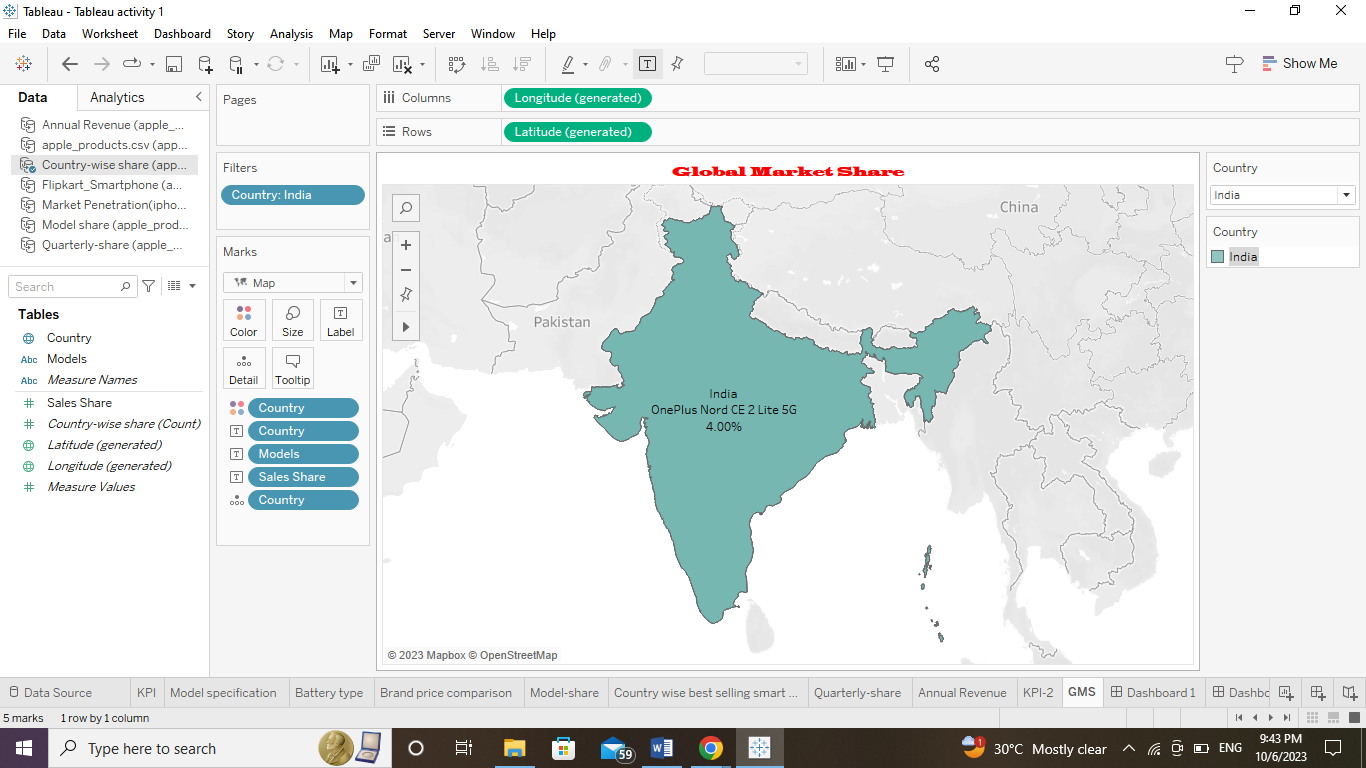 Tableau - Tableau activity 1
File Data Worksheet Dashboard Story Analysis Map Format Server Window Help
Show Me
Data Analytics
Annual Revenue (apple_...
apple_products.csv (app...
Country-wise share (app...
Flipkart_Smartphone (a...
Market Penetration(ipho...
Model share (apple_prod...
Quarterly-share (apple_...
Search
Tables
Country
Abc Models
Abc Measure Names
Sales Share
Country-wise share (Count)
Latitude (generated)
Longitude (generated)
Measure Values
Pages
Filters
Country: India
Marks
Map
Color Size Label
Detail Tooltip
Country
Country
Models
Sales Share
Country
Columns Longitude (generated)
Rows Latitude (generated)
Global Market Share
China
Pakistan
India
OnePlus Nord CE 2 Lite 5G
4.00%
© 2023 Mapbox © OpenStreetMap
Country
India
Country
India
Data Source KPI Model specification Battery type Brand price comparison Model-share Country wise best selling smart ... Quarterly-share Annual Revenue KPI-2 GMS Dashboard 1 Dashbc
5 marks 1 row by 1 column
Type here to search
59
1
30°C Mostly clear
ENG
9:43 PM
10/6/2023